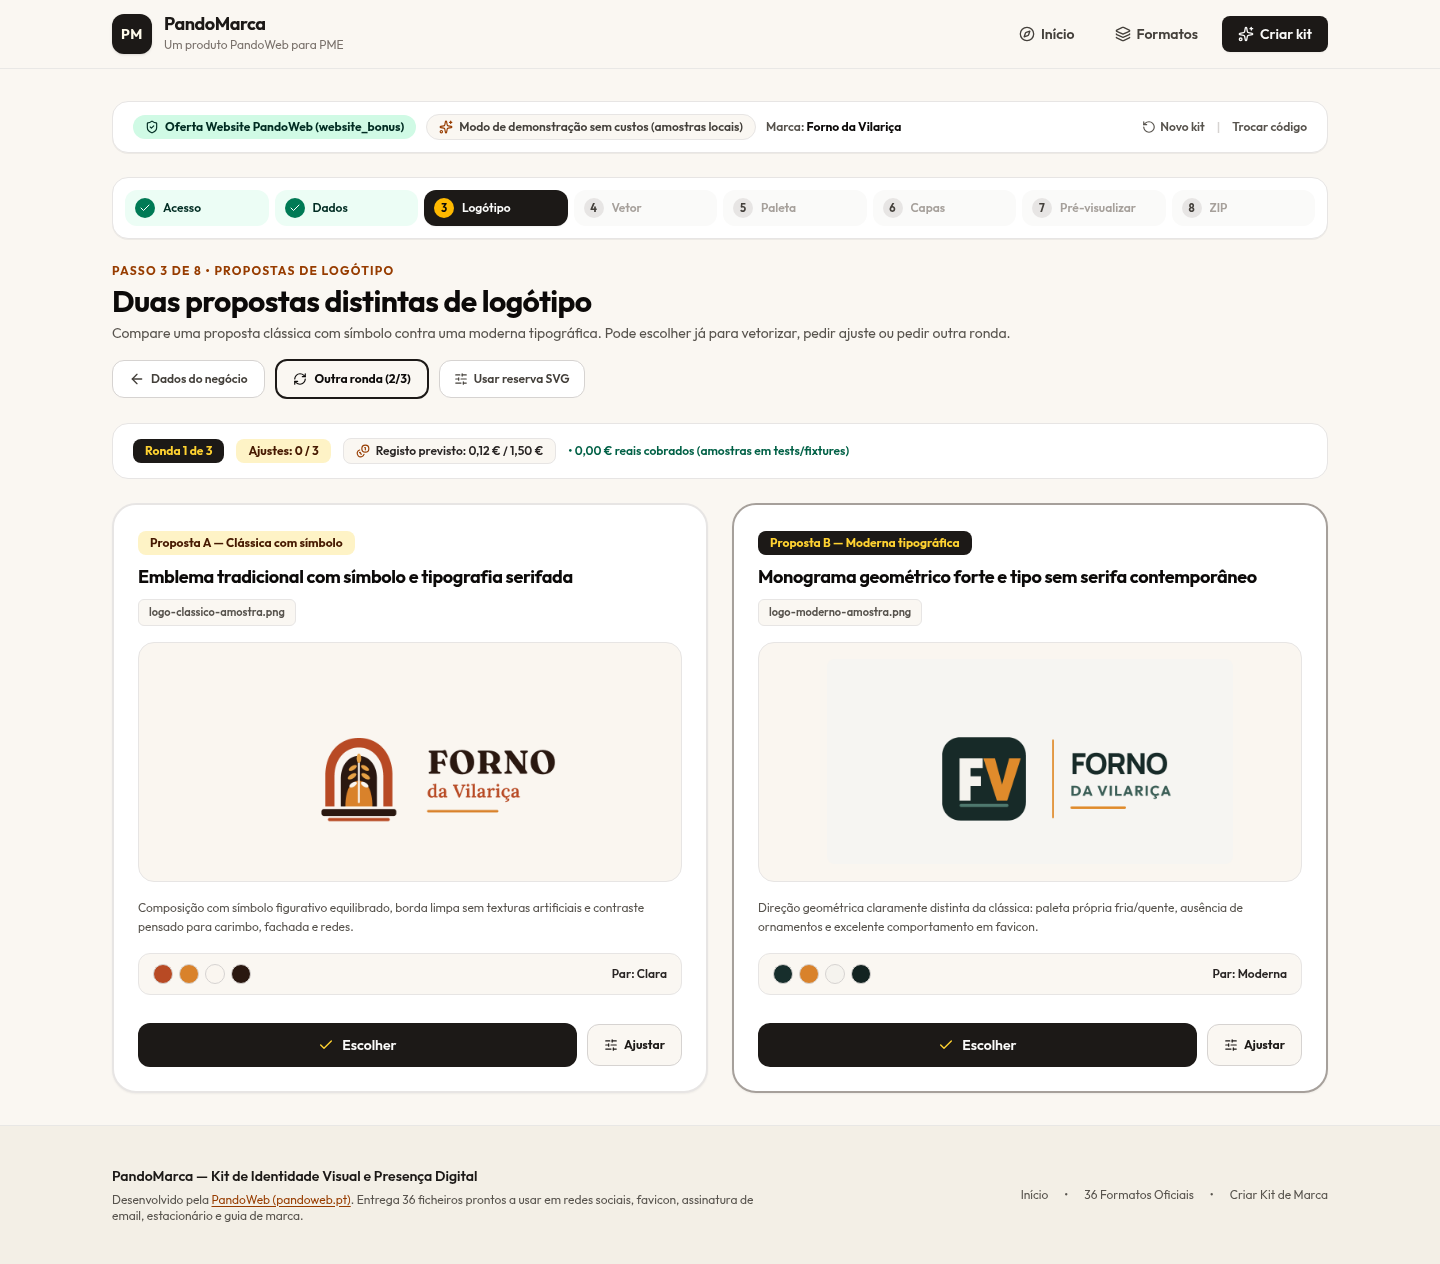 PM
PandoMarca
Um produto PandoWeb para PME
Início
Formatos
Criar kit
Oferta Website PandoWeb (website_bonus)
Modo de demonstração sem custos (amostras locais)
Marca: Forno da Vilariça
Novo kit
|
Trocar código
Acesso
Dados
3 Logótipo
4 Vetor
5 Paleta
6 Capas
7 Pré-visualizar
8 ZIP
PASSO 3 DE 8 • PROPOSTAS DE LOGÓTIPO
Duas propostas distintas de logótipo
Compare uma proposta clássica com símbolo contra uma moderna tipográfica. Pode escolher já para vetorizar, pedir ajuste ou pedir outra ronda.
Dados do negócio
Outra ronda (2/3)
Usar reserva SVG
Ronda 1 de 3
Ajustes: 0 / 3
Registo previsto: 0,12 € / 1,50 €
• 0,00 € reais cobrados (amostras em tests/fixtures)
Proposta A — Clássica com símbolo
Emblema tradicional com símbolo e tipografia serifada
logo-classico-amostra.png
FORNO
da Vilariça
Composição com símbolo figurativo equilibrado, borda limpa sem texturas artificiais e contraste
pensado para carimbo, fachada e redes.
Par: Clara
Escolher
Ajustar
Proposta B — Moderna tipográfica
Monograma geométrico forte e tipo sem serifa contemporâneo
logo-moderno-amostra.png
FV
FORNO
DA VILARIÇA
Direção geométrica claramente distinta da clássica: paleta própria fria/quente, ausência de
ornamentos e excelente comportamento em favicon.
Par: Moderna
Escolher
Ajustar
PandoMarca — Kit de Identidade Visual e Presença Digital
Desenvolvido pela PandoWeb (pandoweb.pt). Entrega 36 ficheiros prontos a usar em redes sociais, favicon, assinatura de
email, estacionário e guia de marca.
Início • 36 Formatos Oficiais • Criar Kit de Marca